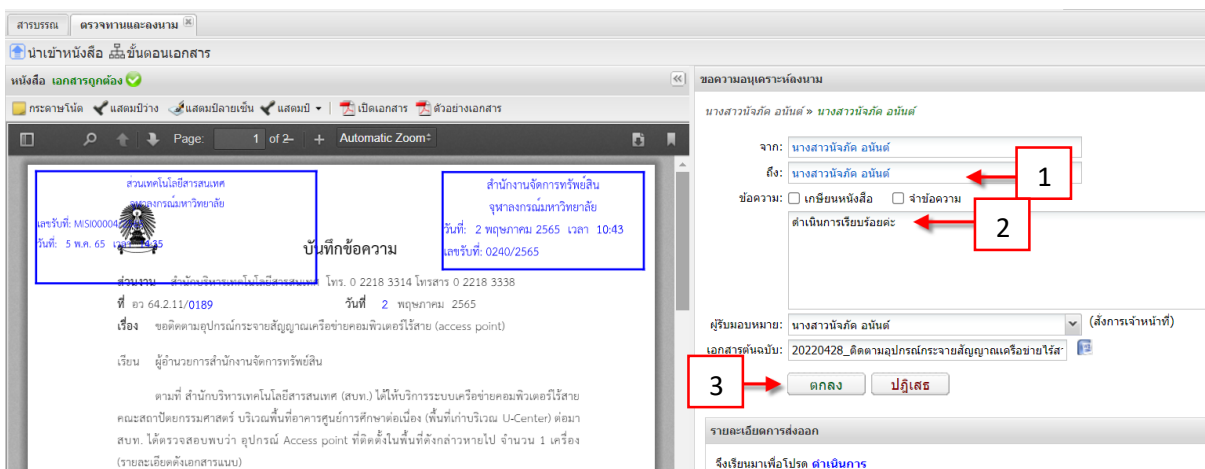 สารบรรณ
ตรวจทานและลงนาม
นำเข้าหนังสือ ขั้นตอนเอกสาร
หนังสือ เอกสารถูกต้อง
กระดาษโน้ต แสตมป์ว่าง แสตมป์ลายเซ็น แสตมป์ เปิดเอกสาร ตัวอย่างเอกสาร
Page: 1 of 2 Automatic Zoom
ส่วนเทคโนโลยีสารสนเทศ
จุฬาลงกรณ์มหาวิทยาลัย
วันที่: 5 พ.ค. 65
สำนักงานจัดการทรัพย์สิน
จุฬาลงกรณ์มหาวิทยาลัย
วันที่: 2 พฤษภาคม 2565 เวลา 10:43
เลขรับที่: 0240/2565
บันทึกข้อความ
ส่วนงาน สำนักบริหารเทคโนโลยีสารสนเทศ โทร. 0 2218 3314 โทรสาร 0 2218 3338
ที่ อว 64.2.11/0189 วันที่ 2 พฤษภาคม 2565
เรื่อง ขอติดตามอุปกรณ์กระจายสัญญาณเครือข่ายคอมพิวเตอร์ไร้สาย (access point)
เรียน ผู้อำนวยการสำนักงานจัดการทรัพย์สิน
ตามที่ สำนักบริหารเทคโนโลยีสารสนเทศ (สบท.) ได้ให้บริการระบบเครือข่ายคอมพิวเตอร์ไร้สาย
คณะสถาปัตยกรรมศาสตร์ บริเวณพื้นที่อาคารศูนย์การศึกษาต่อเนื่อง (พื้นที่เก่าบริเวณ U-Center) ต่อมา
สบท. ได้ตรวจสอบพบว่า อุปกรณ์ Access point ที่ติดตั้งในพื้นที่ดังกล่าวหายไป จำนวน 1 เครื่อง
(รายละเอียดดังเอกสารแนบ)
ขอความอนุเคราะห์ลงนาม
นางสาวนัจภัค อนันต์ » นางสาวนัจภัค อนันต์
จาก: นางสาวนัจภัค อนันต์
ถึง: นางสาวนัจภัค อนันต์
1
ข้อความ: เกษียนหนังสือ จำข้อความ
ดำเนินการเรียบร้อยค่ะ
2
ผู้รับมอบหมาย: นางสาวนัจภัค อนันต์ (สั่งการเจ้าหน้าที่)
เอกสารต้นฉบับ: 20220428_ติดตามอุปกรณ์กระจายสัญญาณเครือข่ายไร้สา
3
ตกลง ปฏิเสธ
รายละเอียดการส่งออก
จึงเรียนมาเพื่อโปรด ดำเนินการ